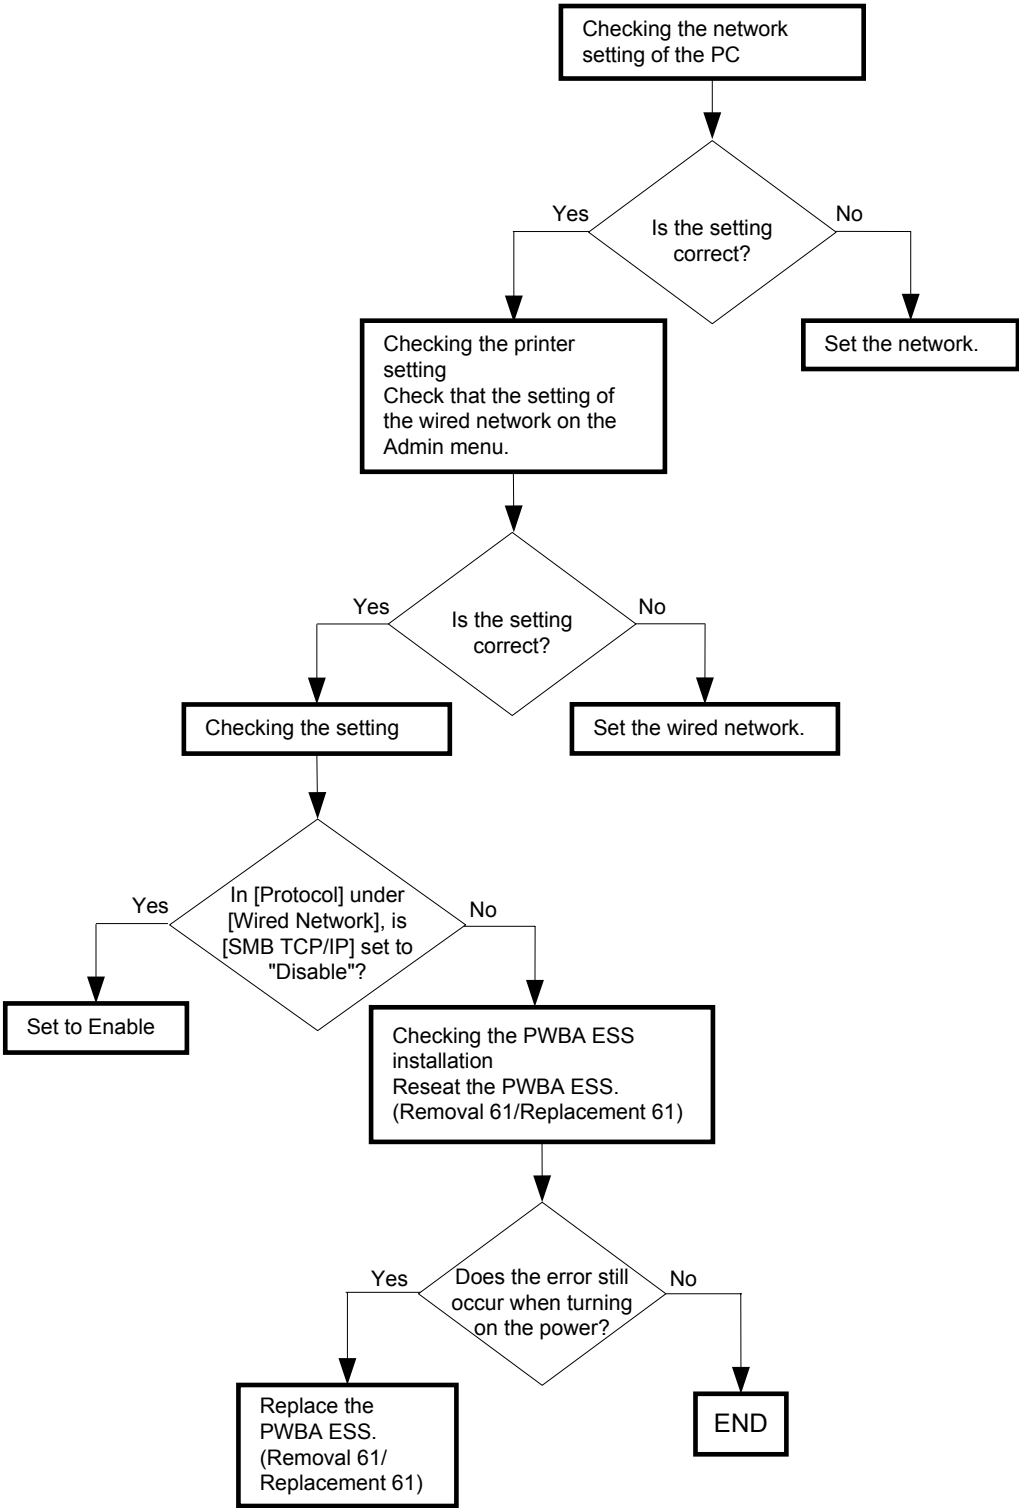 Checking the network
setting of the PC
Is the setting
correct?
Yes
No
Checking the printer
setting
Check that the setting of
the wired network on the
Admin menu.
Set the network.
Is the setting
correct?
Yes
No
Checking the setting
Set the wired network.
In [Protocol] under
[Wired Network], is
[SMB TCP/IP] set to
"Disable"?
Yes
No
Set to Enable
Checking the PWBA ESS
installation
Reseat the PWBA ESS.
(Removal 61/Replacement 61)
Does the error still
occur when turning
on the power?
Yes
No
Replace the
PWBA ESS.
(Removal 61/
Replacement 61)
END